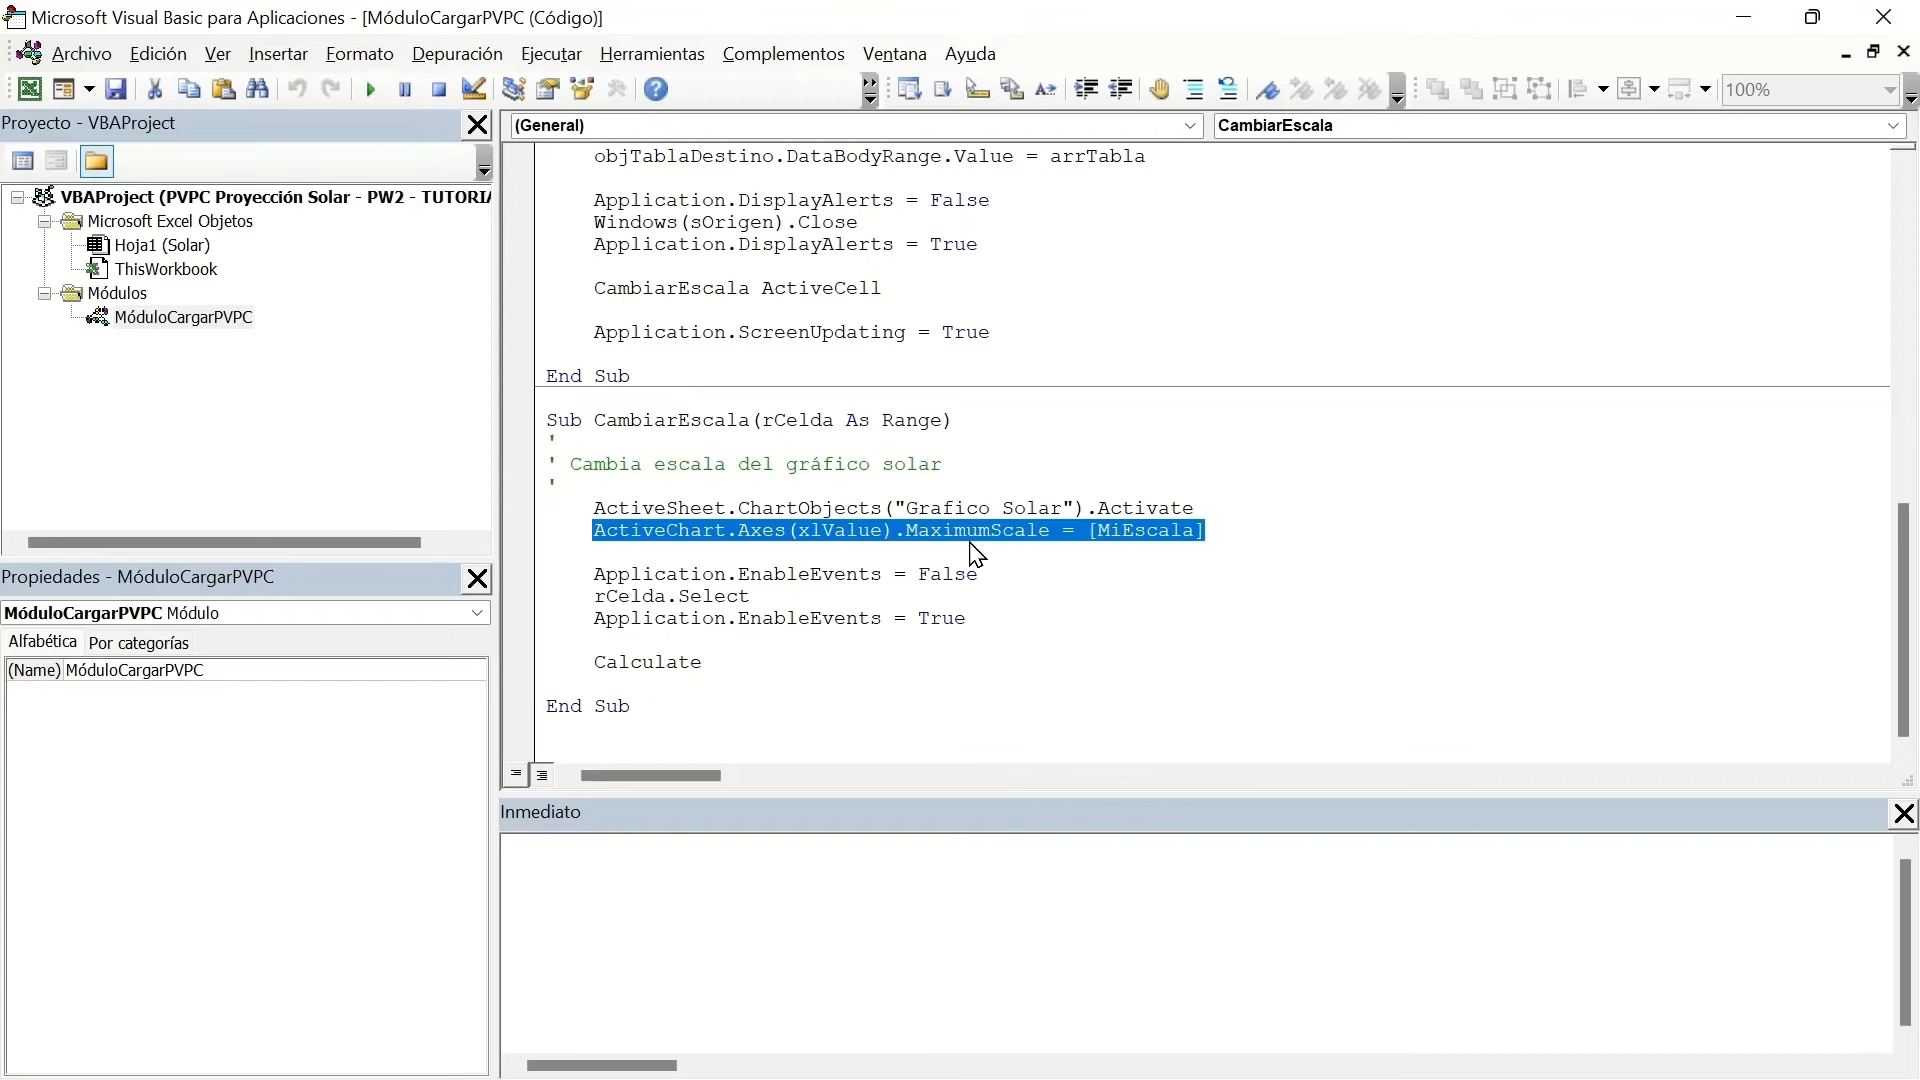 Microsoft Visual Basic para Aplicaciones - [MóduloCargarPVPC (Código)]
Archivo Edición Ver Insertar Formato Depuración Ejecutar Herramientas Complementos Ventana Ayuda
100%
Proyecto - VBAProject
(General)
CambiarEscala
VBAProject (PVPC Proyección Solar - PW2 - TUTORI
Microsoft Excel Objetos
Hoja1 (Solar)
ThisWorkbook
Módulos
MóduloCargarPVPC
objTablaDestino.DataBodyRange.Value = arrTabla
Application.DisplayAlerts = False
Windows(sOrigen).Close
Application.DisplayAlerts = True
CambiarEscala ActiveCell
Application.ScreenUpdating = True
End Sub
Sub CambiarEscala(rCelda As Range)
'
' Cambia escala del gráfico solar
'
ActiveSheet.ChartObjects("Grafico Solar").Activate
ActiveChart.Axes(xlValue).MaximumScale = [MiEscala]
Application.EnableEvents = False
rCelda.Select
Application.EnableEvents = True
Calculate
End Sub
Propiedades - MóduloCargarPVPC
MóduloCargarPVPC Módulo
Alfabética Por categorías
(Name) MóduloCargarPVPC
Inmediato